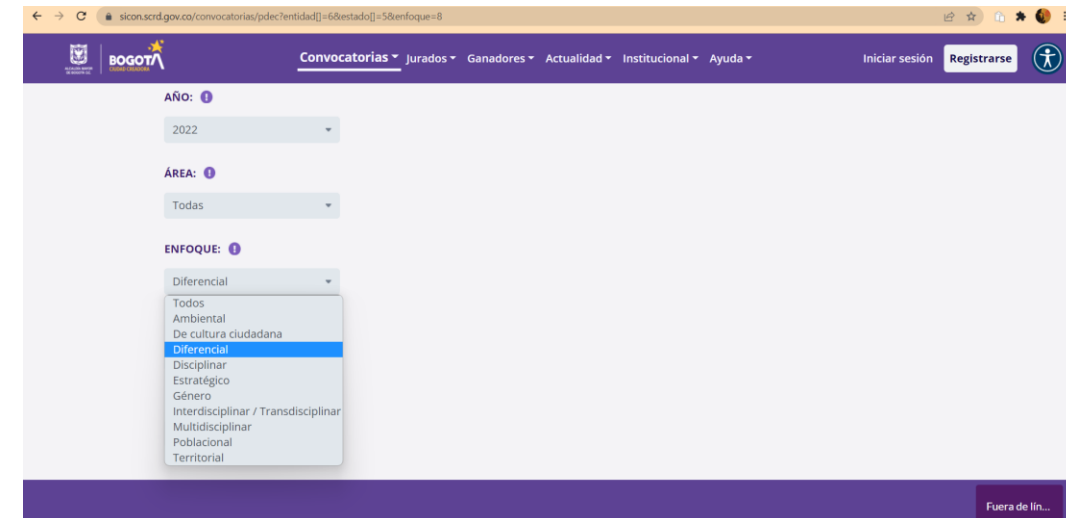 sicon.scrd.gov.co/convocatorias/pdec?entidad[]=6&estado[]=5&enfoque=8
BOGOTÁ
Convocatorias Jurados Ganadores Actualidad Institucional Ayuda Iniciar sesión Registrarse
AÑO:
2022
ÁREA:
Todas
ENFOQUE:
Diferencial
Todos
Ambiental
De cultura ciudadana
Diferencial
Disciplinar
Estratégico
Género
Interdisciplinar / Transdisciplinar
Multidisciplinar
Poblacional
Territorial
Fuera de lín...